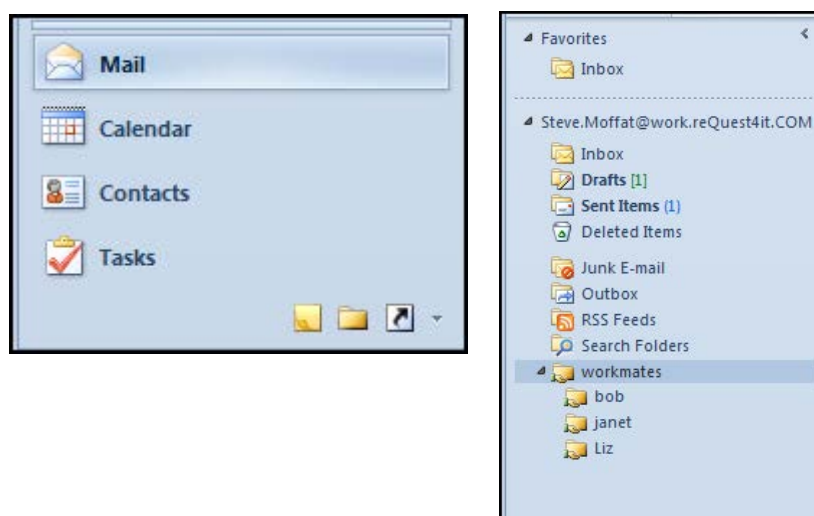 Mail
Calendar
Contacts
Tasks
Favorites
Inbox
Steve.Moffat@work.reQuest4it.COM
Inbox
Drafts [1]
Sent Items (1)
Deleted Items
Junk E-mail
Outbox
RSS Feeds
Search Folders
workmates
bob
janet
Liz